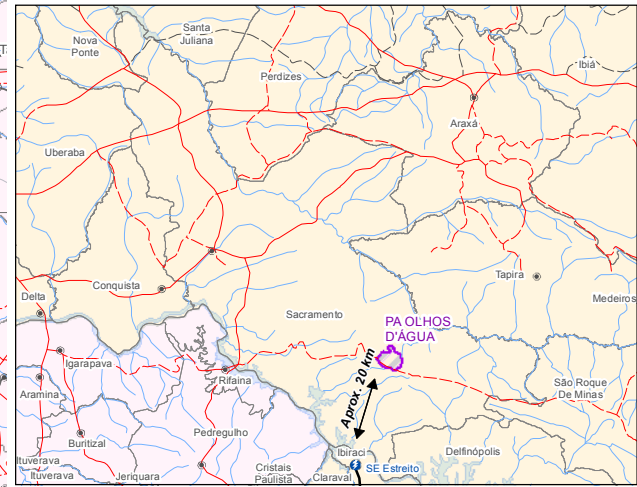 Santa
Juliana
Nova
Ponte
Perdizes
Ibiá
Araxá
Uberaba
Tapira
Conquista
Delta
Medeiros
Sacramento
PA OLHOS
D'ÁGUA
Aprox. 20 km
Igarapava
Rifaina
São Roque
De Minas
Aramina
Pedregulho
Buritizal
Ibiraci
Delfinópolis
Ituverava
Ituverava
Jeriquara
Cristais
Paulista
Claraval
SE Estreito